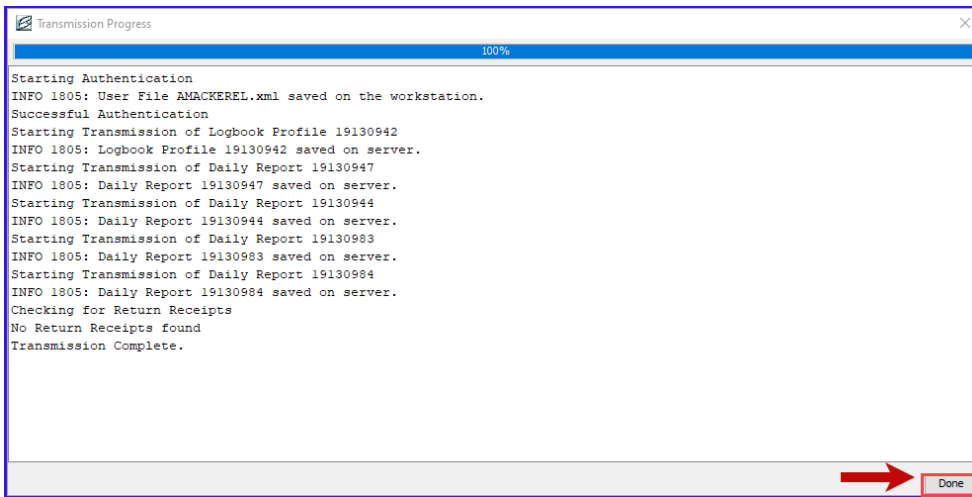 Transmission Progress
100%
Starting Authentication
INFO 1805: User File AMACKEREL.xml saved on the workstation.
Successful Authentication
Starting Transmission of Logbook Profile 19130942
INFO 1805: Logbook Profile 19130942 saved on server.
Starting Transmission of Daily Report 19130947
INFO 1805: Daily Report 19130947 saved on server.
Starting Transmission of Daily Report 19130944
INFO 1805: Daily Report 19130944 saved on server.
Starting Transmission of Daily Report 19130983
INFO 1805: Daily Report 19130983 saved on server.
Starting Transmission of Daily Report 19130984
INFO 1805: Daily Report 19130984 saved on server.
Checking for Return Receipts
No Return Receipts found
Transmission Complete.
Done